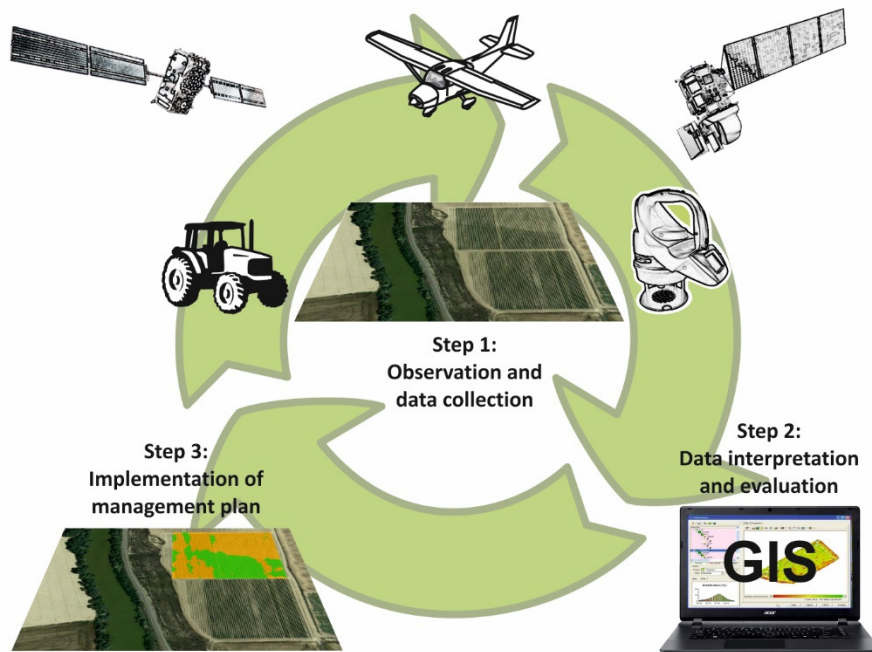 Step 1:
Observation and
data collection
Step 2:
Data interpretation
and evaluation
Step 3:
Implementation of
management plan
GIS
acer